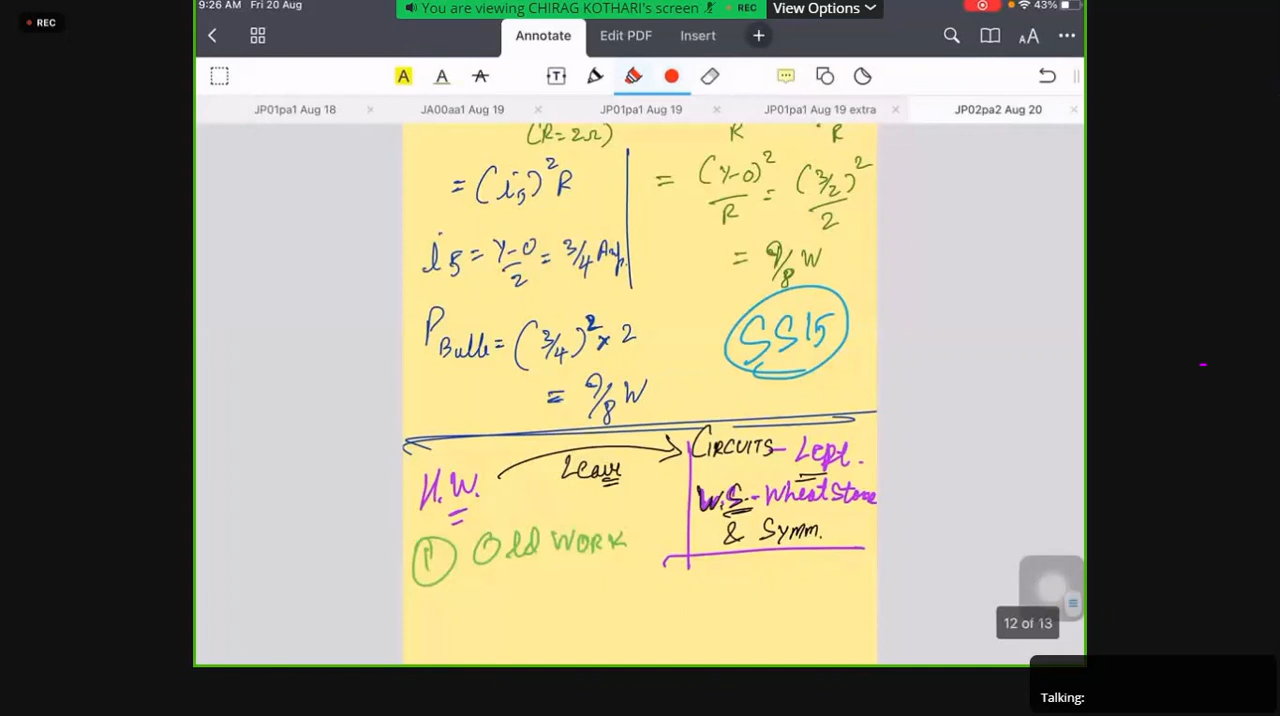 9:26 AM Fri 20 Aug
You are viewing CHIRAG KOTHARI's screen
REC
View Options
43%
REC
Annotate
Edit PDF
Insert
JP01pa1 Aug 18
JA00aa1 Aug 19
JP01pa1 Aug 19
JP01pa1 Aug 19 extra
JP02pa2 Aug 20
(R=2Ω)
= (i5)² R
i5 = Y-0/2 = 3/4 Amp.
PBulb = (3/4)² × 2
= 9/8 W
R R
= (Y-0)²/R = (3/2)²/2
= 9/8 W
SS15
H.W.
Leave
CIRCUITS - Lept.
W.S. - WheatStone
& Symm.
1 Old WORK
12 of 13
Talking: